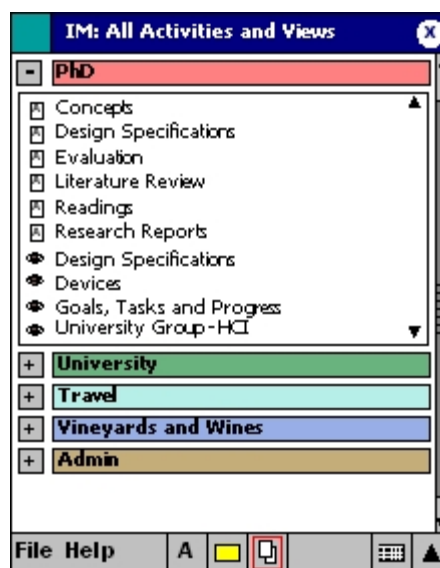 IM: All Activities and Views
PhD
Concepts
Design Specifications
Evaluation
Literature Review
Readings
Research Reports
Design Specifications
Devices
Goals, Tasks and Progress
University Group-HCI
University
Travel
Vineyards and Wines
Admin
File Help A